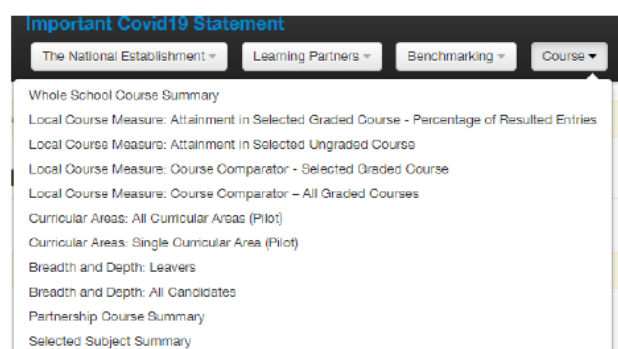 Important Covid19 Statement
The National Establishment Learning Partners Benchmarking Course
Whole School Course Summary
Local Course Measure: Attainment in Selected Graded Course - Percentage of Resulted Entries
Local Course Measure: Attainment in Selected Ungraded Course
Local Course Measure: Course Comparator - Selected Graded Course
Local Course Measure: Course Comparator – All Graded Courses
Curricular Areas: All Curricular Areas (Pilot)
Curricular Areas: Single Curricular Area (Pilot)
Breadth and Depth: Leavers
Breadth and Depth: All Candidates
Partnership Course Summary
Selected Subject Summary